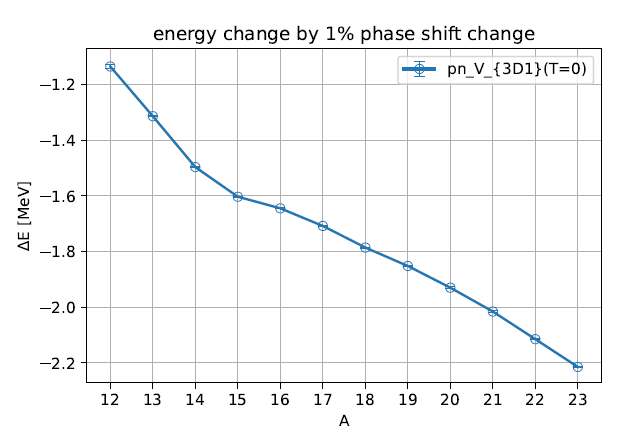 energy change by 1% phase shift change
pn_V_{3D1}(T=0)
−1.2
−1.4
−1.6
−1.8
−2.0
−2.2
ΔE [MeV]
12 13 14 15 16 17 18 19 20 21 22 23
A